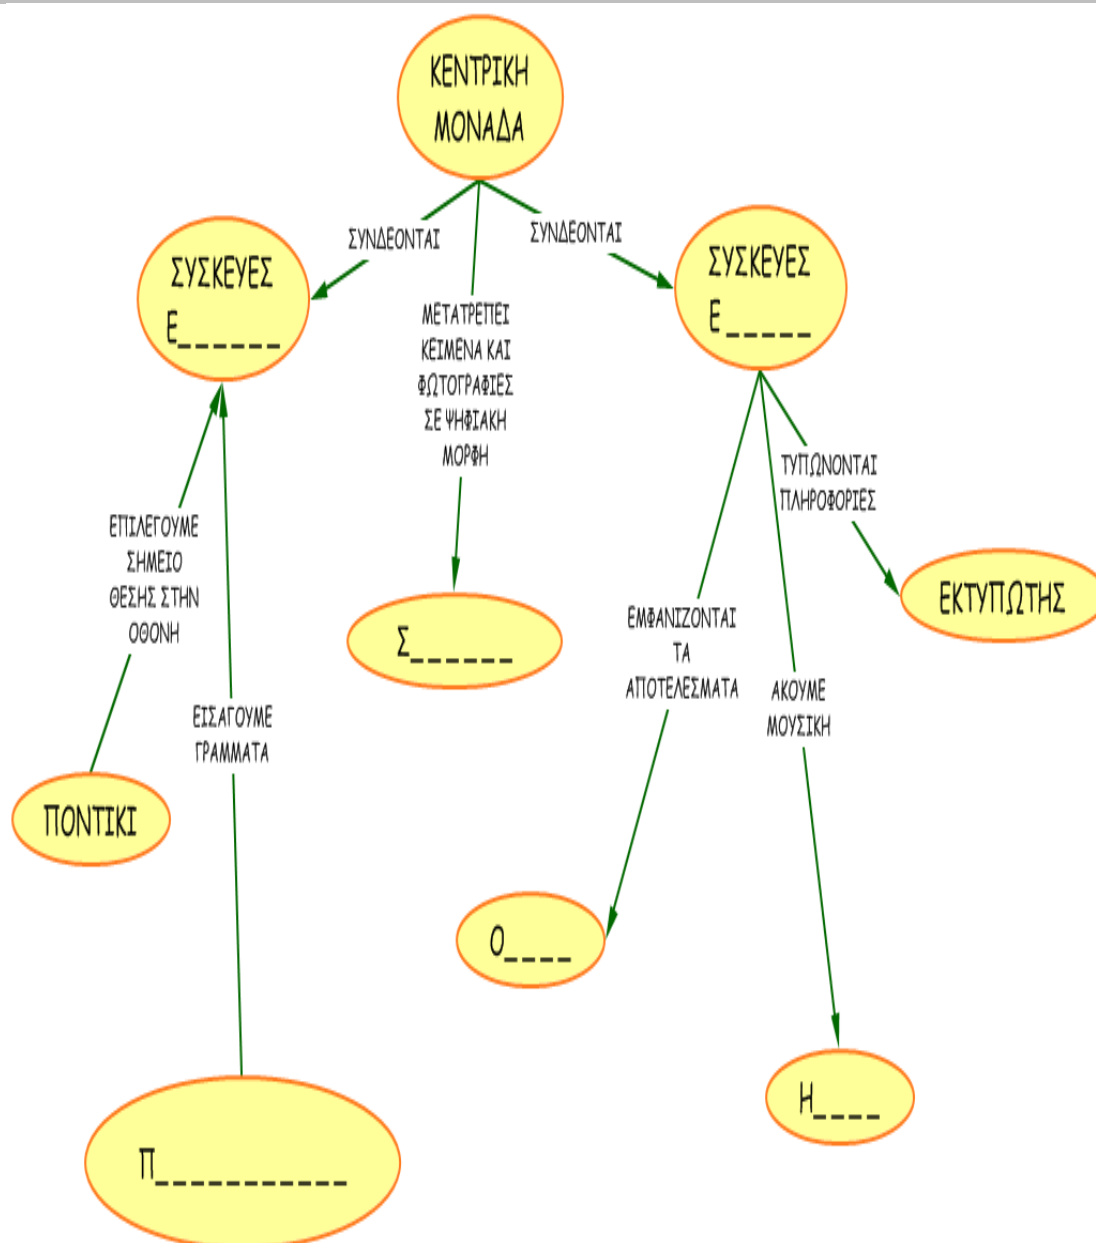 ΚΕΝΤΡΙΚΗ
ΜΟΝΑΔΑ
ΣΥΝΔΕΟΝΤΑΙ
ΣΥΝΔΕΟΝΤΑΙ
ΣΥΣΚΕΥΕΣ
Ε______
ΣΥΣΚΕΥΕΣ
Ε_____
ΜΕΤΑΤΡΕΠΕΙ
ΚΕΙΜΕΝΑ ΚΑΙ
ΦΩΤΟΓΡΑΦΙΕΣ
ΣΕ ΨΗΦΙΑΚΗ
ΜΟΡΦΗ
ΤΥΠΩΝΟΝΤΑΙ
ΠΛΗΡΟΦΟΡΙΕΣ
ΕΠΙΛΕΓΟΥΜΕ
ΣΗΜΕΙΟ
ΘΕΣΗΣ ΣΤΗΝ
ΟΘΟΝΗ
ΕΚΤΥΠΩΤΗΣ
Σ______
ΕΜΦΑΝΙΖΟΝΤΑΙ
ΤΑ
ΑΠΟΤΕΛΕΣΜΑΤΑ
ΑΚΟΥΜΕ
ΜΟΥΣΙΚΗ
ΕΙΣΑΓΟΥΜΕ
ΓΡΑΜΜΑΤΑ
ΠΟΝΤΙΚΙ
Ο____
Η____
Π___________